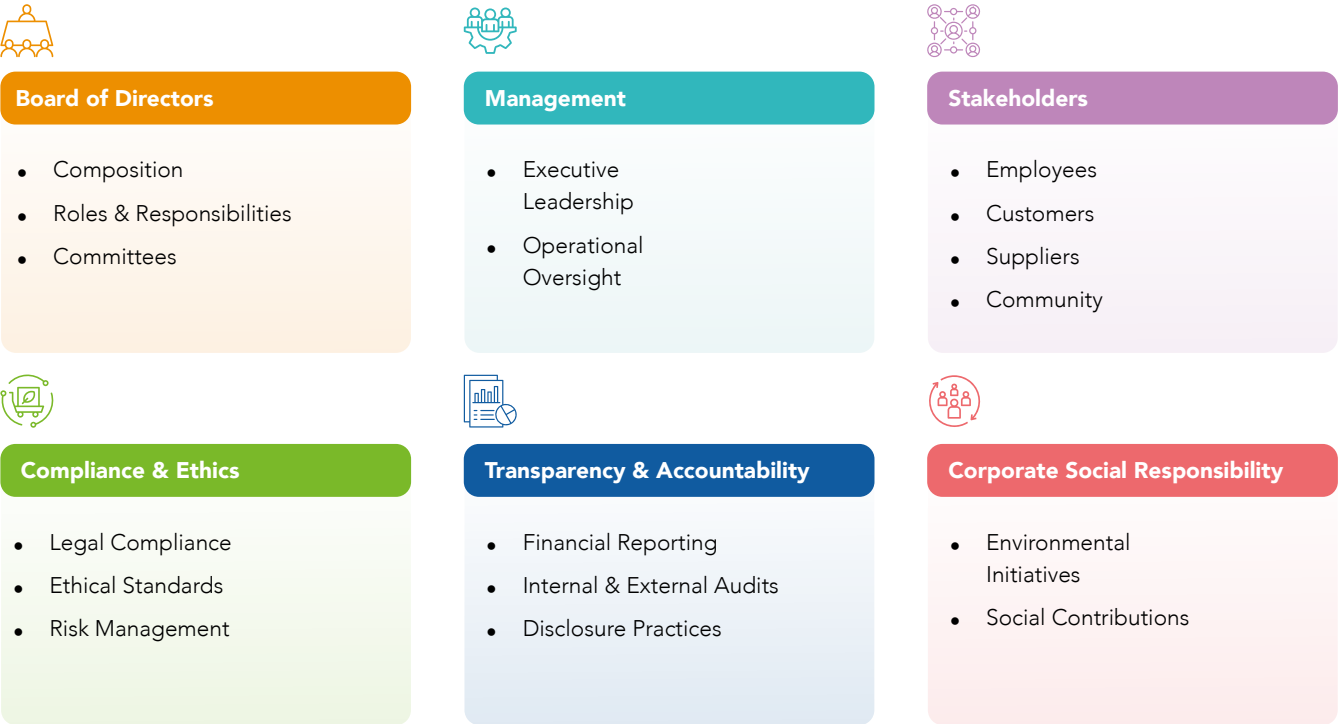 Board of Directors
• Composition
• Roles & Responsibilities
• Committees
Management
• Executive
Leadership
• Operational
Oversight
Stakeholders
• Employees
• Customers
• Suppliers
• Community
Compliance & Ethics
• Legal Compliance
• Ethical Standards
• Risk Management
Transparency & Accountability
• Financial Reporting
• Internal & External Audits
• Disclosure Practices
Corporate Social Responsibility
• Environmental
Initiatives
• Social Contributions